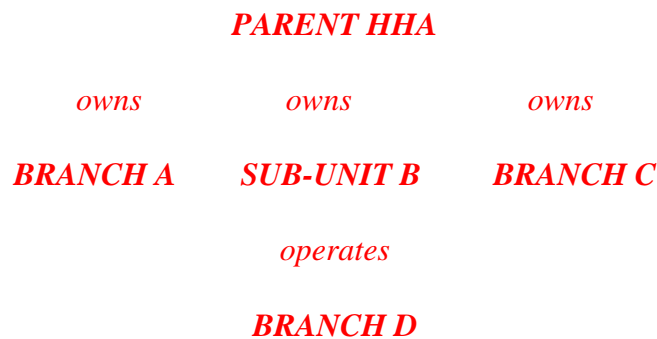 PARENT HHA
owns owns owns
BRANCH A SUB-UNIT B BRANCH C
operates
BRANCH D